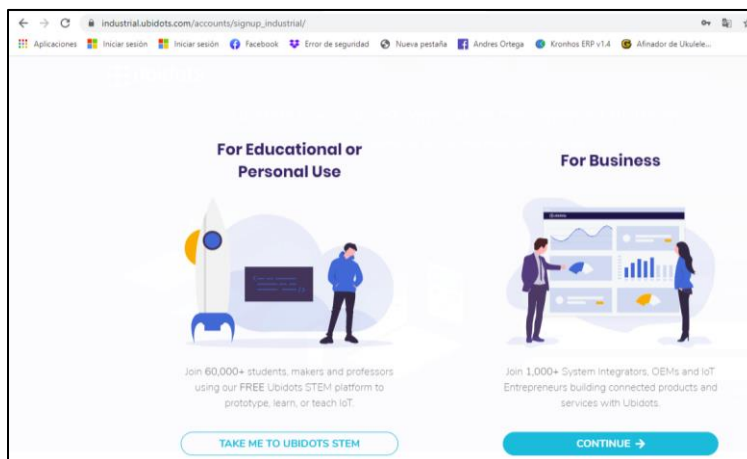 industrial.ubidots.com/accounts/signup_industrial/
Aplicaciones Iniciar sesión Iniciar sesión Facebook Error de seguridad Nueva pestaña Andres Ortega Kronhos ERP v1.4 Afinador de Ukulele...
For Educational or
Personal Use
Join 60,000+ students, makers and professors
using our FREE Ubidots STEM platform to
prototype, learn, or teach IoT.
TAKE ME TO UBIDOTS STEM
For Business
Join 1,000+ System Integrators, OEMs and IoT
Entrepreneurs building connected products and
services with Ubidots.
CONTINUE →